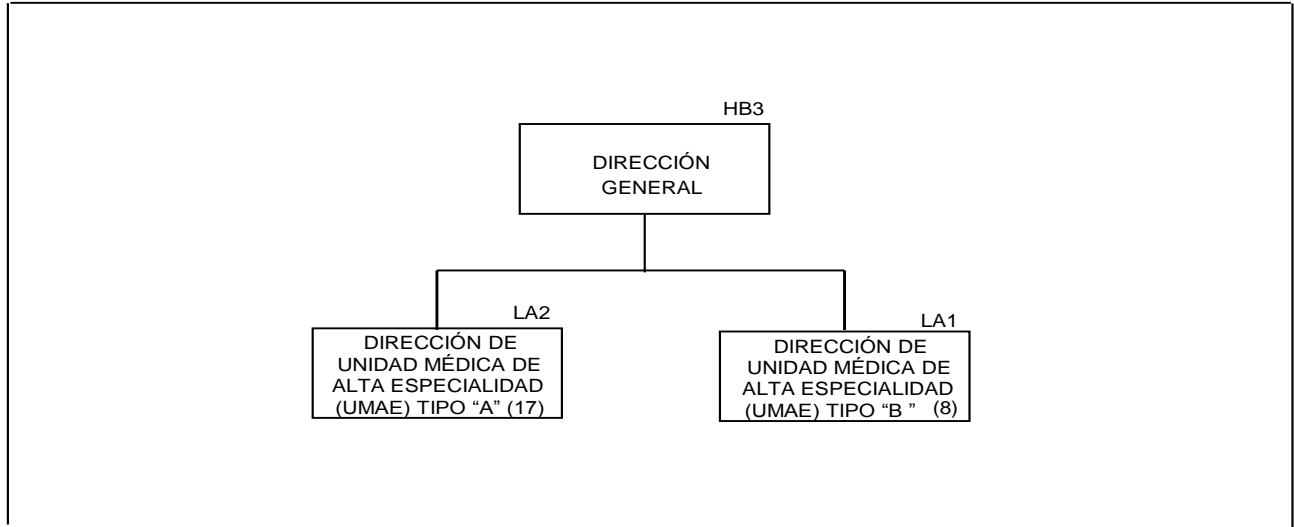 HB3
DIRECCIÓN
GENERAL
LA2
DIRECCIÓN DE
UNIDAD MÉDICA DE
ALTA ESPECIALIDAD
(UMAE) TIPO “A” (17)
LA1
DIRECCIÓN DE
UNIDAD MÉDICA DE
ALTA ESPECIALIDAD
(UMAE) TIPO “B ” (8)